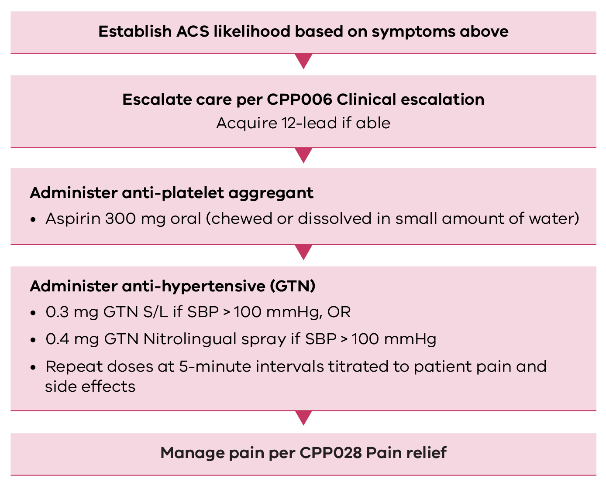 Establish ACS likelihood based on symptoms above
Escalate care per CPP006 Clinical escalation
Acquire 12-lead if able
Administer anti-platelet aggregant
• Aspirin 300 mg oral (chewed or dissolved in small amount of water)
Administer anti-hypertensive (GTN)
• 0.3 mg GTN S/L if SBP > 100 mmHg, OR
• 0.4 mg GTN Nitrolingual spray if SBP > 100 mmHg
• Repeat doses at 5-minute intervals titrated to patient pain and
side effects
Manage pain per CPP028 Pain relief